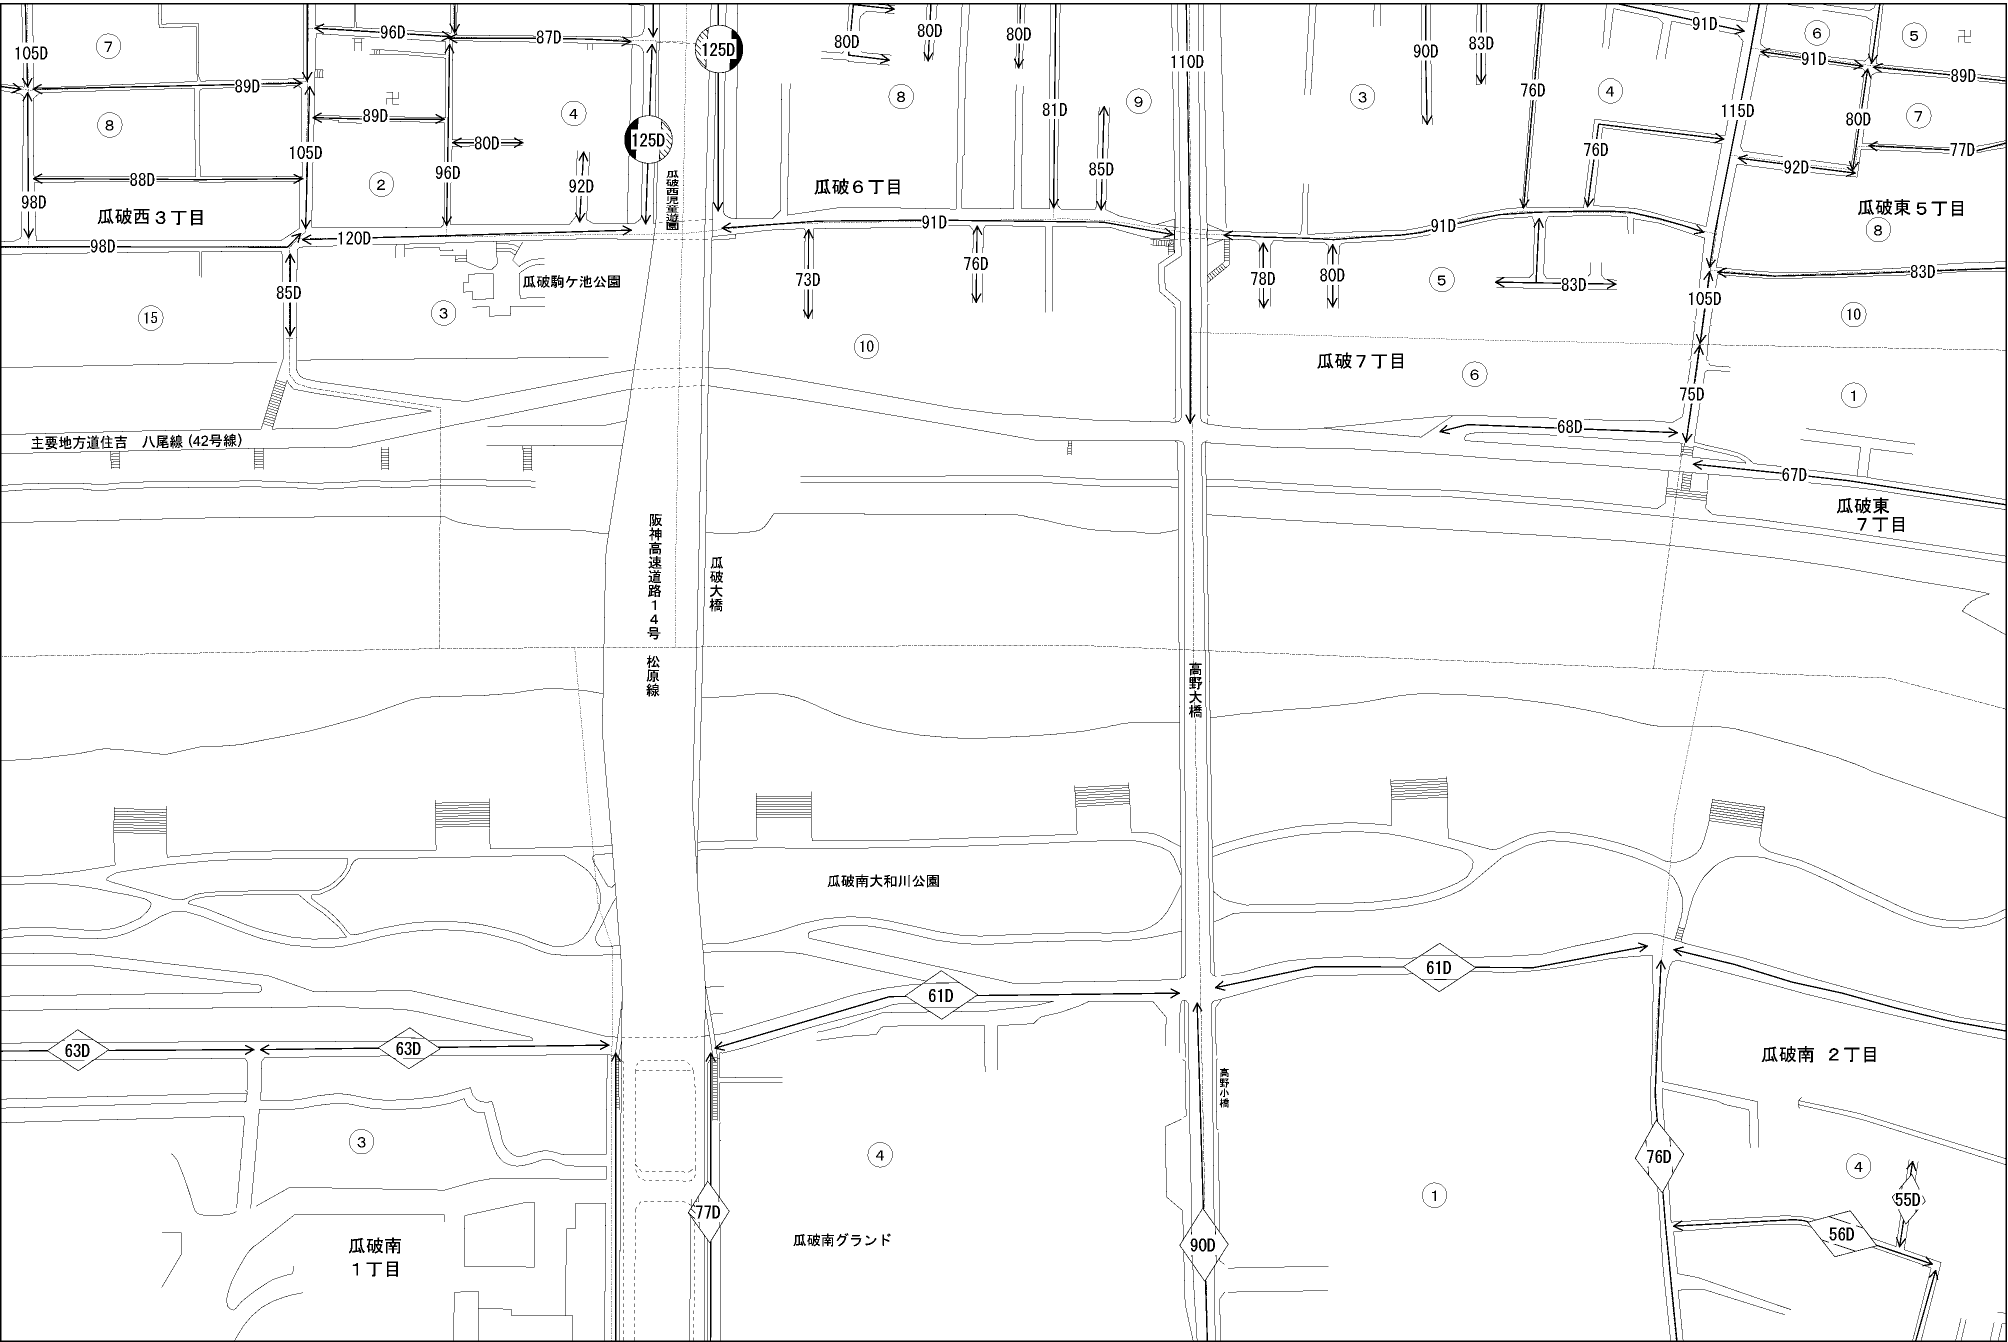 105D
7
96D
87D
125D
80D
80D
80D
110D
90D
83D
91D
6
5
卍
91D
89D
89D
卍
8
9
3
76D
4
4
89D
8
81D
115D
80D
7
125D
105D
80D
76D
77D
88D
2
96D
92D
85D
92D
98D
瓜破西３丁目
瓜破西児童遊園
瓜破６丁目
瓜破東５丁目
8
98D
120D
91D
91D
85D
瓜破駒ケ池公園
73D
76D
78D
80D
5
83D
83D
105D
15
3
10
10
瓜破７丁目
6
75D
1
主要地方道住吉　八尾線 (42号線)
68D
67D
瓜破東
７丁目
阪神高速道路１４号　松原線
瓜破大橋
高野大橋
瓜破南大和川公園
61D
61D
63D
63D
瓜破南 ２丁目
高野小橋
3
4
76D
4
1
55D
77D
瓜破南グランド
90D
56D
瓜破南
１丁目